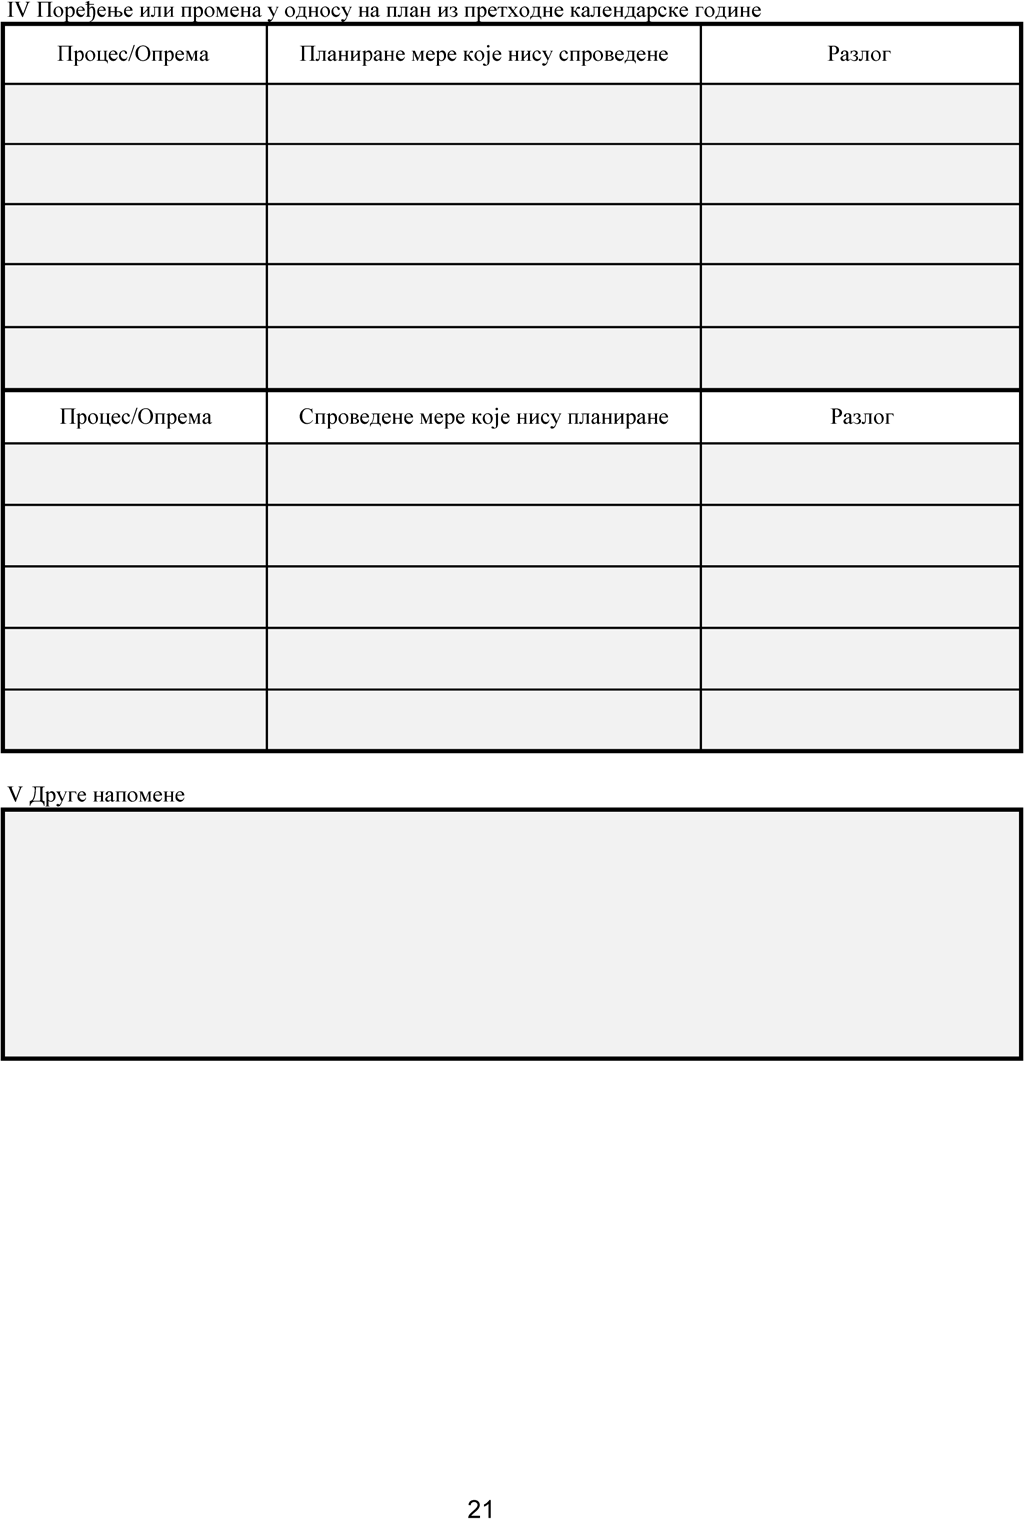 IV Поређење или промена у односу на план из претходне календарске године
Процес/Опрема Планиране мере које нису спроведене Разлог
Процес/Опрема Спроведене мере које нису планиране Разлог
V Друге напомене
21